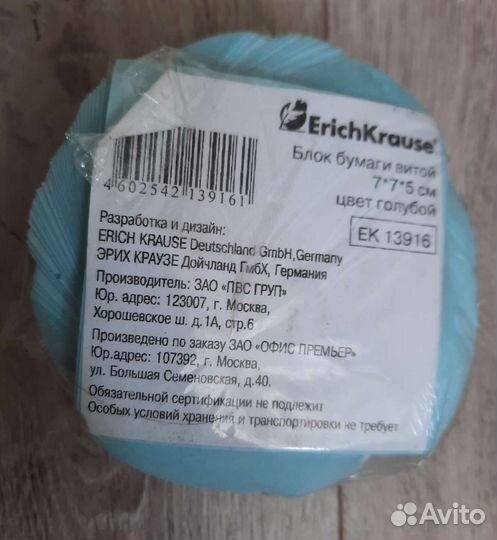 ErichKrause®
Блок бумаги витой
7*7*5 см
цвет голубой
EK 13916
4 602542 139161
Разработка и дизайн:
ERICH KRAUSE Deutschland GmbH,Germany
ЭРИХ КРАУЗЕ Дойчланд ГмбХ, Германия
Производитель: ЗАО «ПВС ГРУП»
Юр. адрес: 123007, г. Москва,
Хорошевское ш. д.1А, стр.6
Произведено по заказу ЗАО «ОФИС ПРЕМЬЕР»
Юр.адрес: 107392, г. Москва,
ул. Большая Семеновская, д.40.
Обязательной сертификации не подлежит
Особых условий хранения и транспортировки не требует
Avito